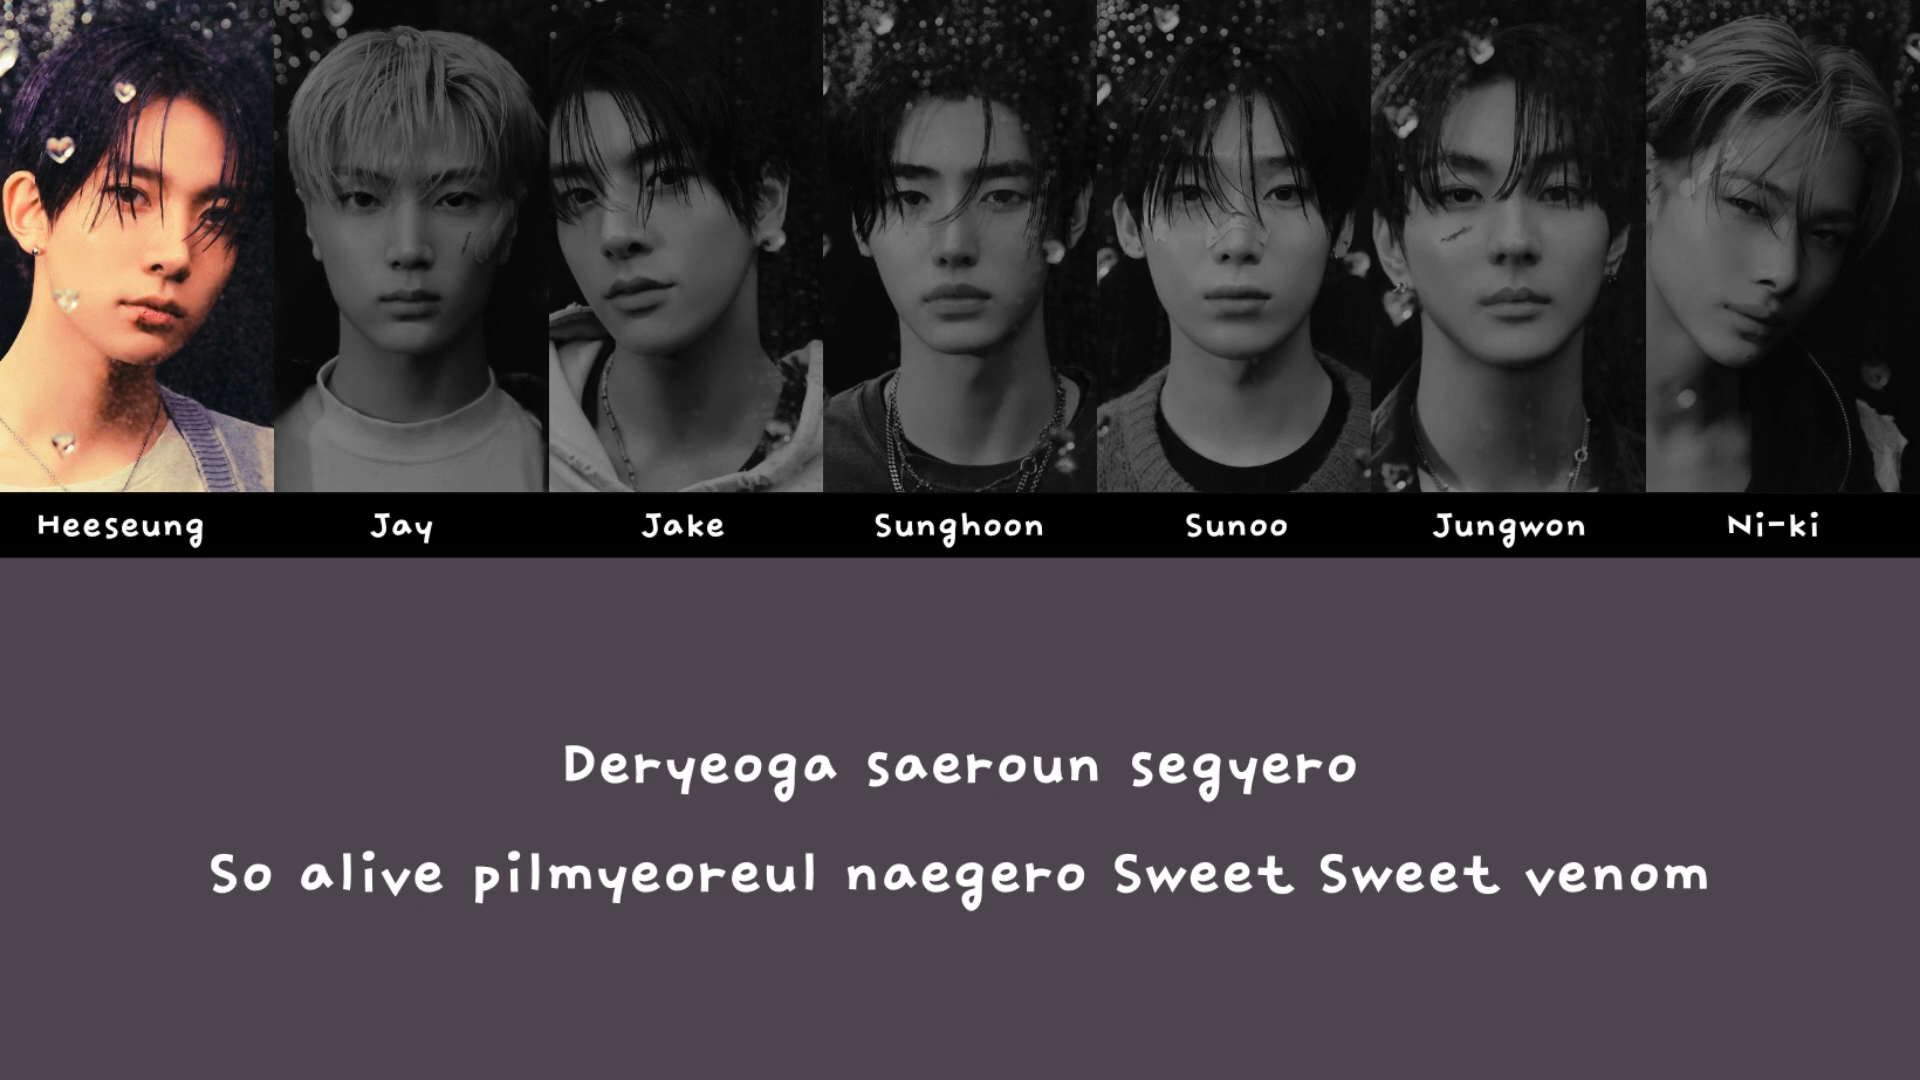 Heeseung Jay Jake Sunghoon Sunoo Jungwon Ni-ki
Deryeoga saeroun segyero
So alive pilmyeoreul naegero Sweet Sweet venom